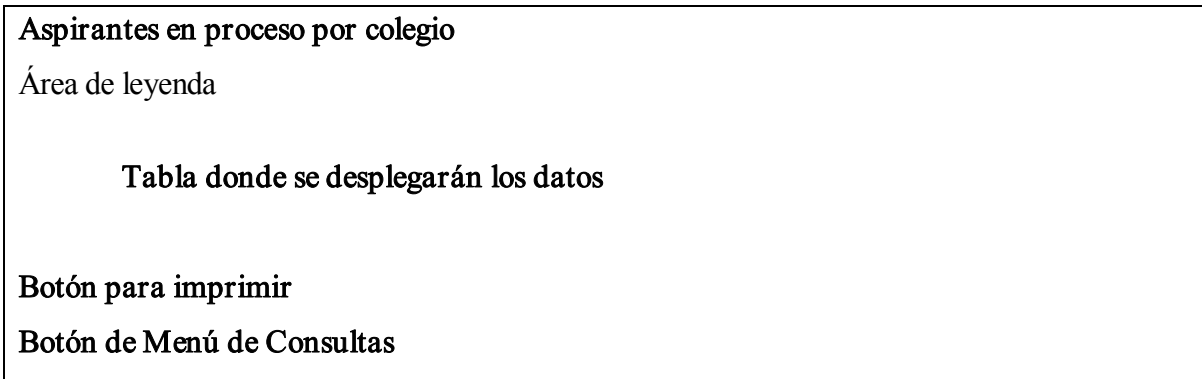 Aspirantes en proceso por colegio
Área de leyenda
Tabla donde se desplegarán los datos
Botón para imprimir
Botón de Menú de Consultas